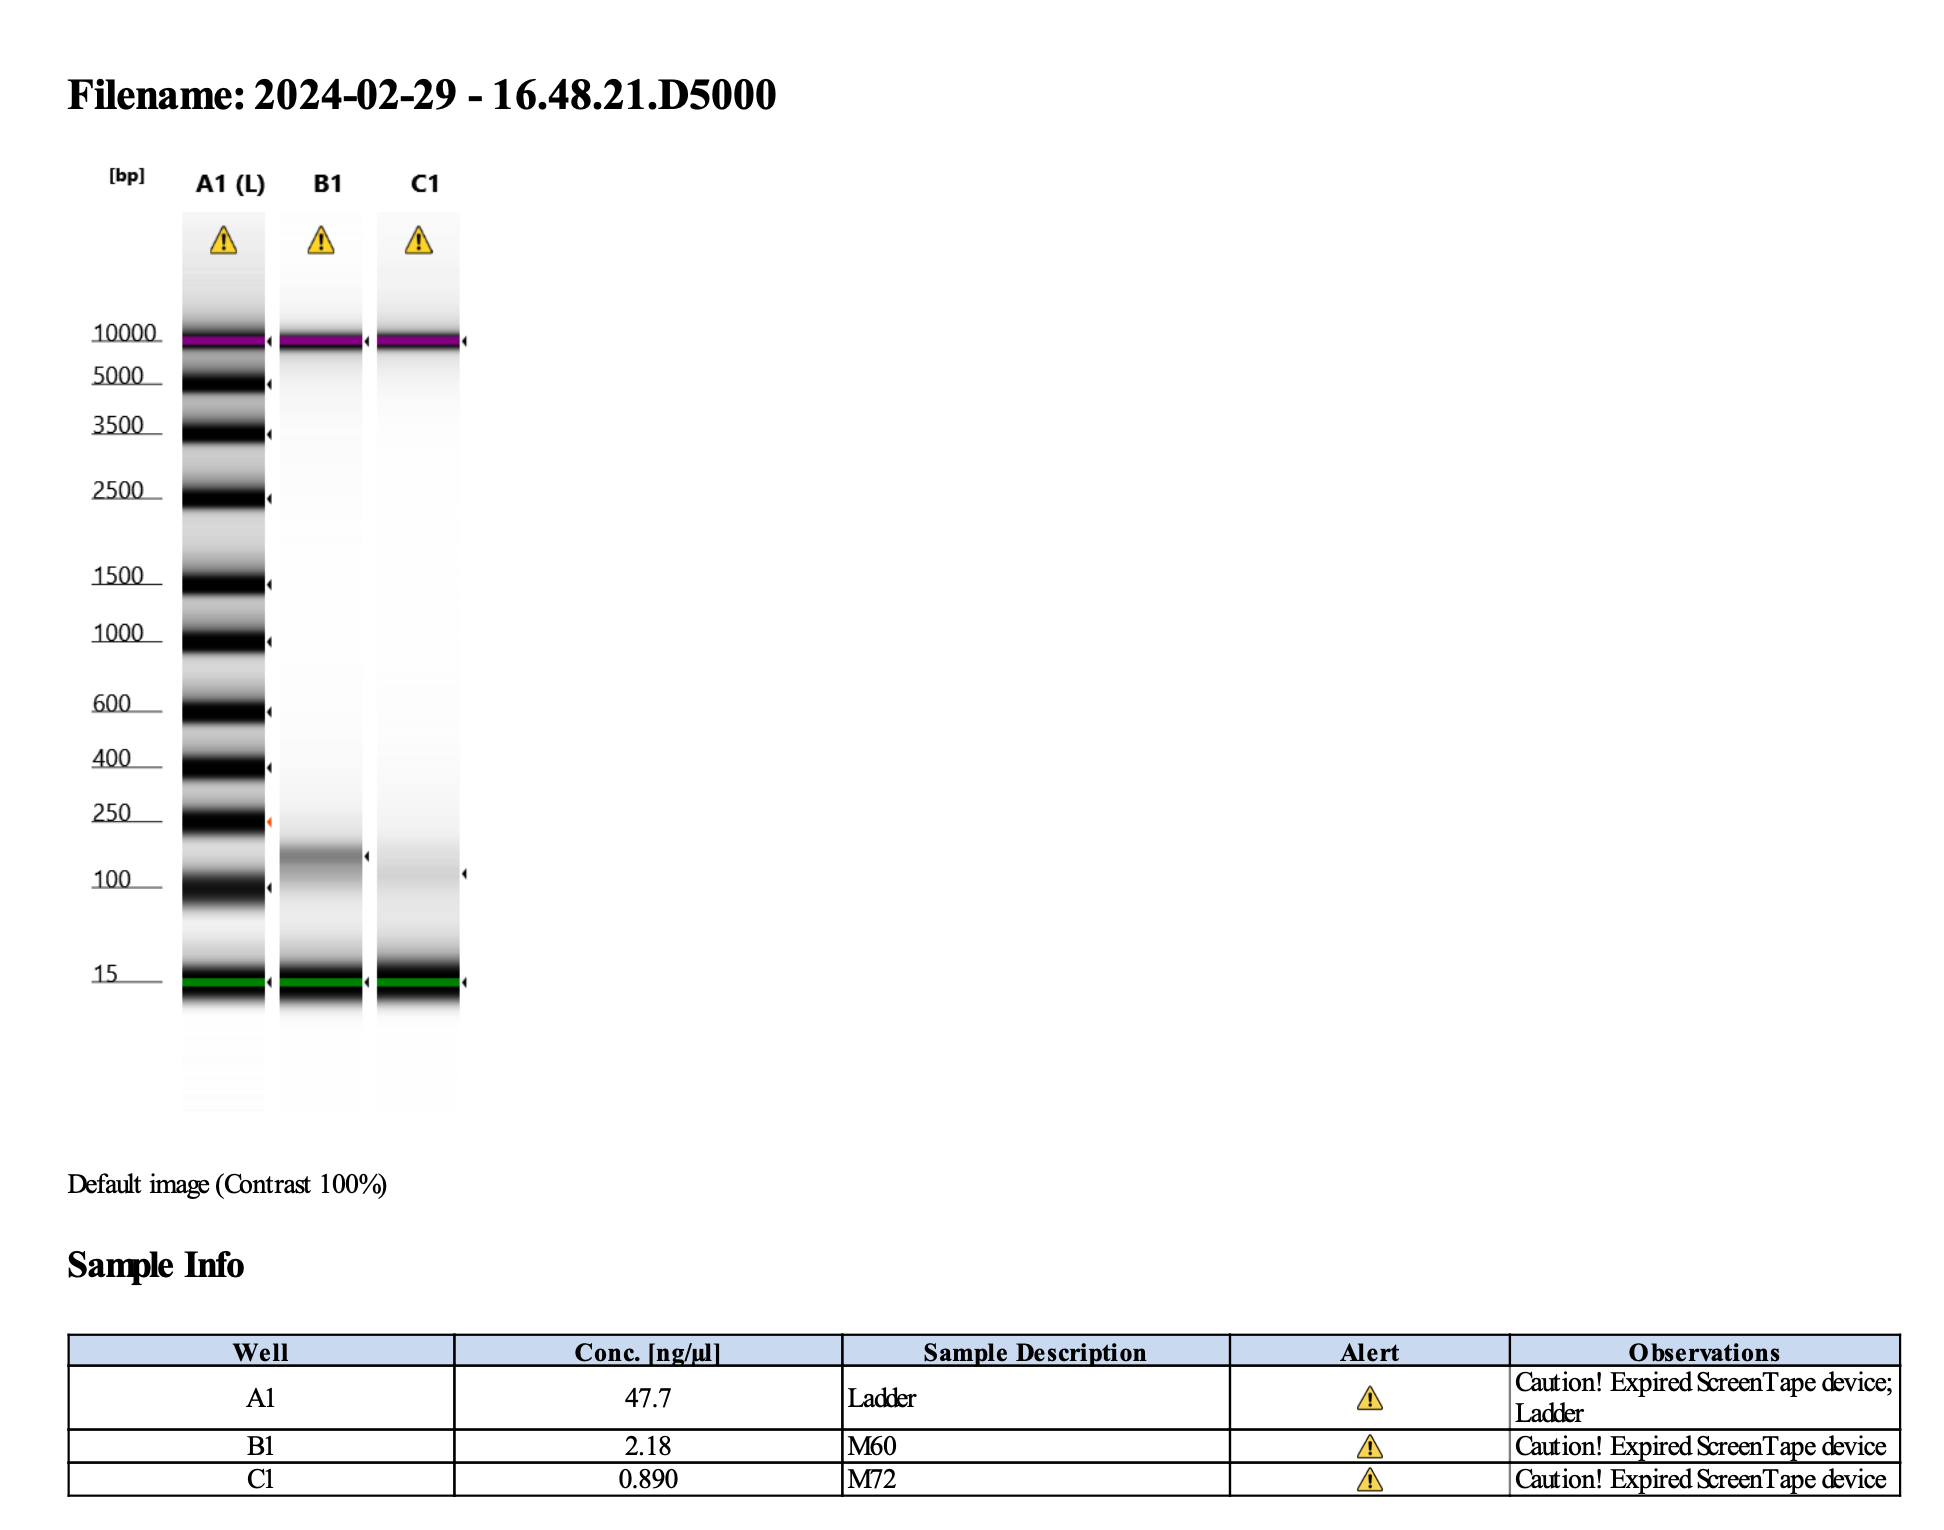 Filename: 2024-02-29 - 16.48.21.D5000
[bp] A1 (L) B1 C1
10000
5000
3500
2500
1500
1000
600
400
250
100
15
Default image (Contrast 100%)
Sample Info
Well Conc. [ng/µl] Sample Description Alert Observations
A1 47.7 Ladder Caution! Expired ScreenTape device;
Ladder
B1 2.18 M60 Caution! Expired ScreenTape device
C1 0.890 M72 Caution! Expired ScreenTape device